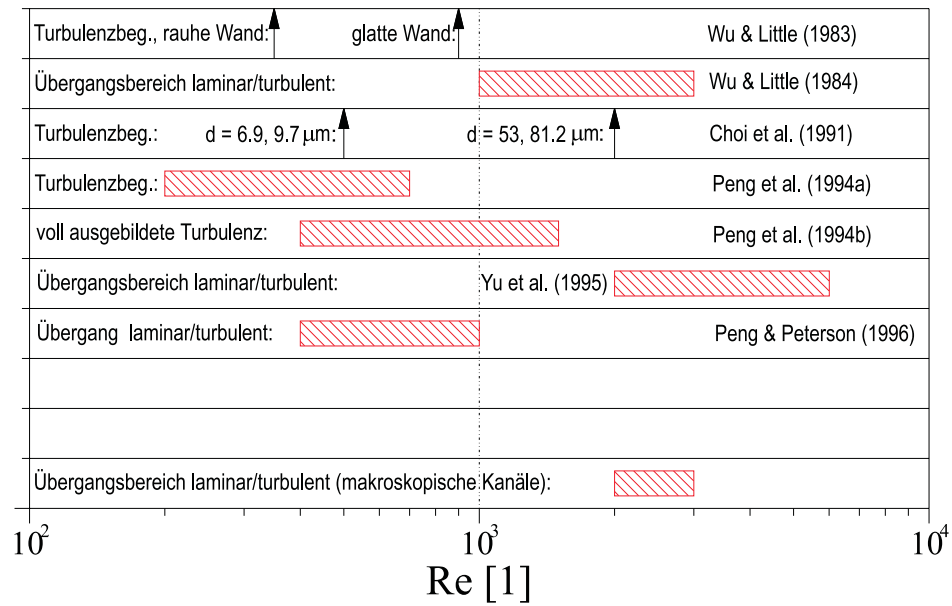 Turbulenzbeg., rauhe Wand: glatte Wand: Wu & Little (1983)
Übergangsbereich laminar/turbulent: Wu & Little (1984)
Turbulenzbeg.: d = 6.9, 9.7 µm: d = 53, 81.2 µm: Choi et al. (1991)
Turbulenzbeg.: Peng et al. (1994a)
voll ausgebildete Turbulenz: Peng et al. (1994b)
Übergangsbereich laminar/turbulent: Yu et al. (1995)
Übergang laminar/turbulent: Peng & Peterson (1996)
Übergangsbereich laminar/turbulent (makroskopische Kanäle):
10² 10³ 10⁴
Re [1]